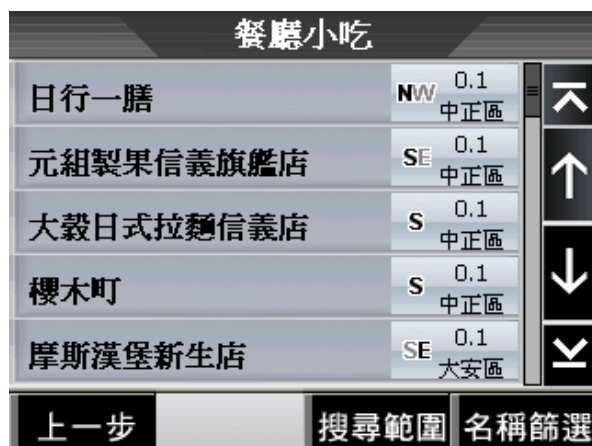 餐廳小吃
日行一膳 NW 0.1
中正區
元組製果信義旗艦店 SE 0.1
中正區
大穀日式拉麵信義店 S 0.1
中正區
櫻木町 S 0.1
中正區
摩斯漢堡新生店 SE 0.1
大安區
上一步 搜尋範圍 名稱篩選